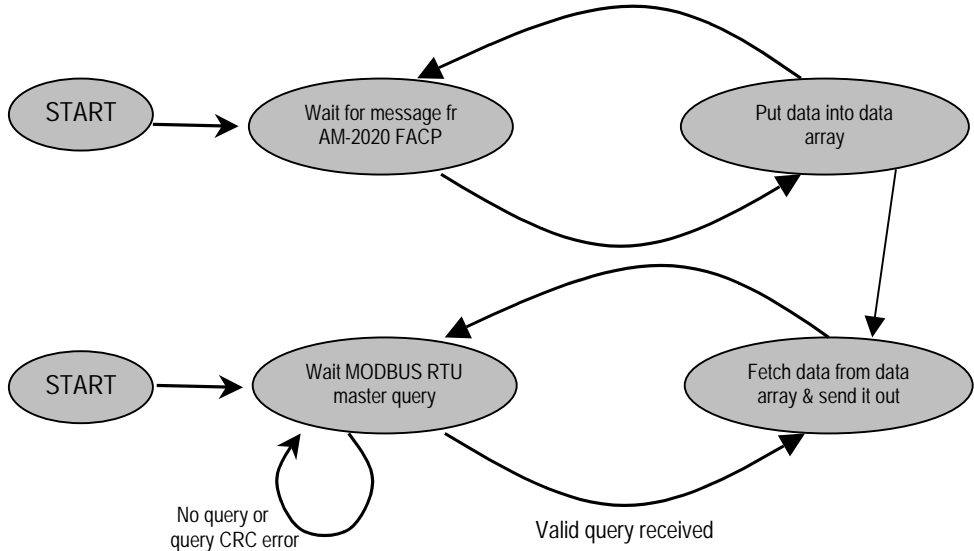 START
Wait for message fr
AM-2020 FACP
Put data into data
array
START
Wait MODBUS RTU
master query
Fetch data from data
array & send it out
No query or
query CRC error
Valid query received